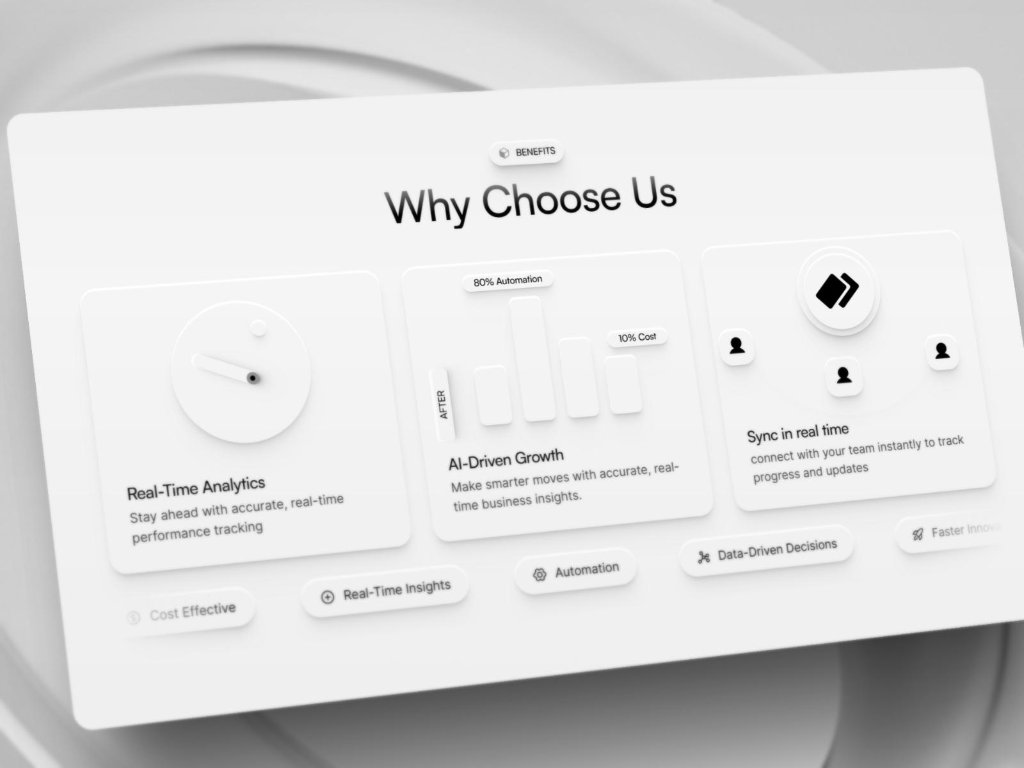 BENEFITS
Why Choose Us
Real-Time Analytics
Stay ahead with accurate, real-time
performance tracking
80% Automation
10% Cost
AFTER
AI-Driven Growth
Make smarter moves with accurate, real-
time business insights.
Sync in real time
connect with your team instantly to track
progress and updates
Cost Effective
Real-Time Insights
Automation
Data-Driven Decisions
Faster